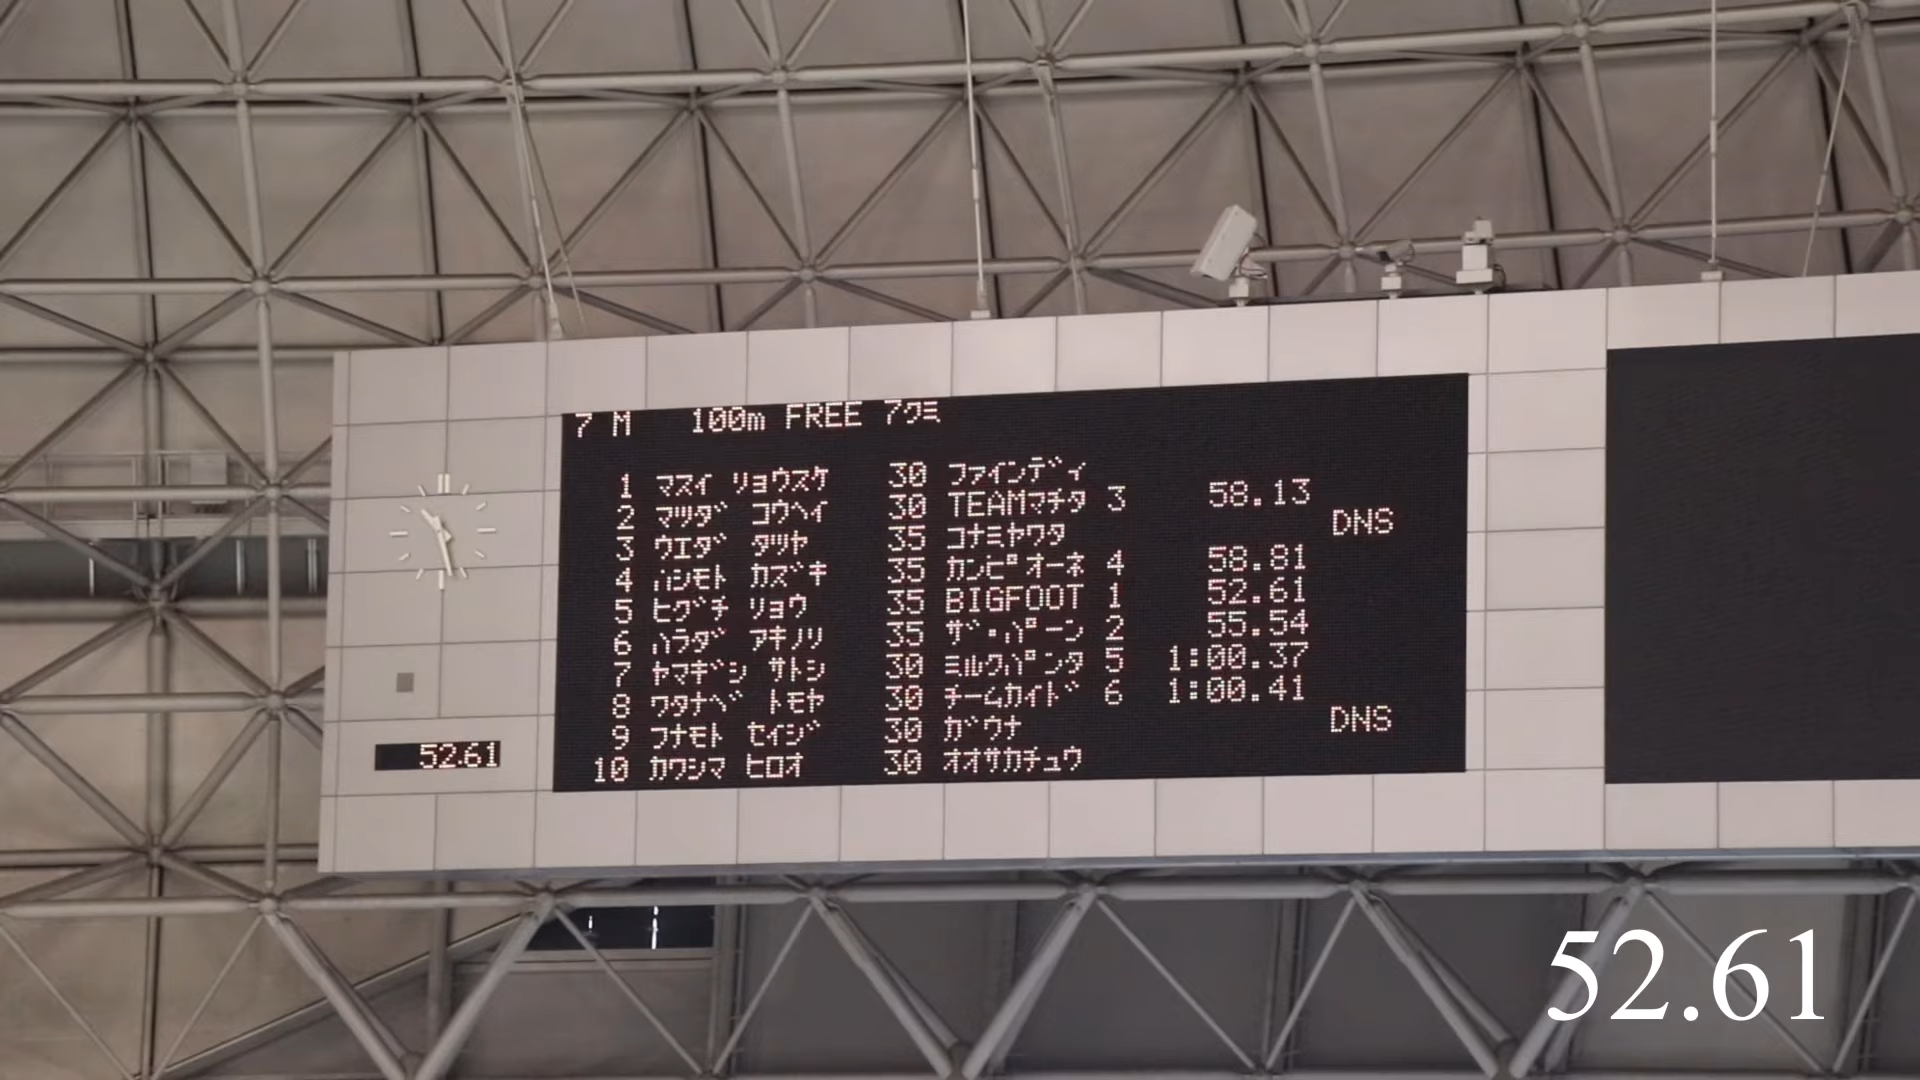 7 M 100m FREE 7クミ
1 マスイ リョウスケ 30 ファインディ
2 マツダ コウヘイ 30 TEAMマチダ 3 58.13
3 ウエダ タツヤ 35 コナミヤワタ DNS
4 ハシモト カズキ 35 カンピオーネ 4 58.81
5 ヒグチ リョウ 35 BIGFOOT 1 52.61
6 ハラダ アキノリ 35 ザ・パーン 2 55.54
7 ヤマギシ サトシ 30 ミルクパンダ 5 1:00.37
8 ワタナベ トモヤ 30 チームカイド 6 1:00.41
9 フナモト セイジ 30 ガウナ DNS
10 カワシマ ヒロオ 30 オオサカチュウ
52.61
52.61